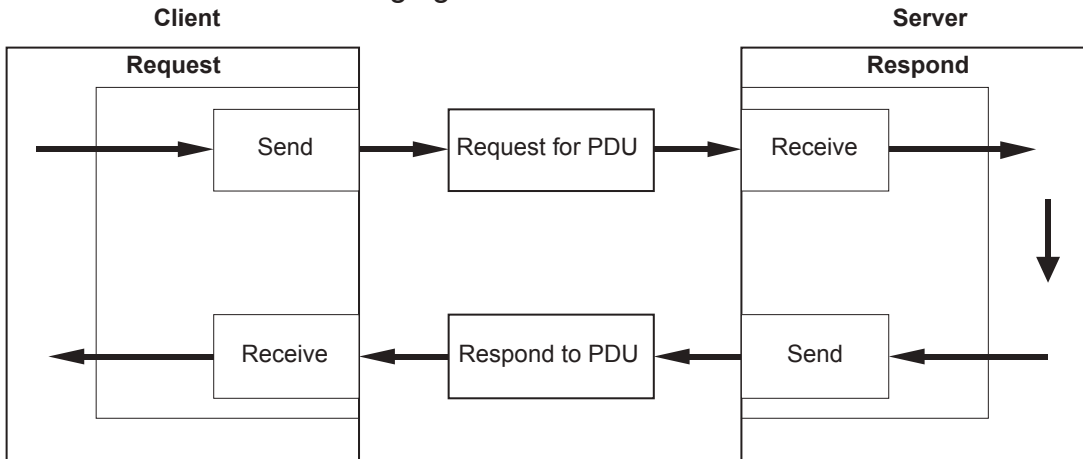 Client
Server
Request
Respond
Send
Request for PDU
Receive
Receive
Respond to PDU
Send